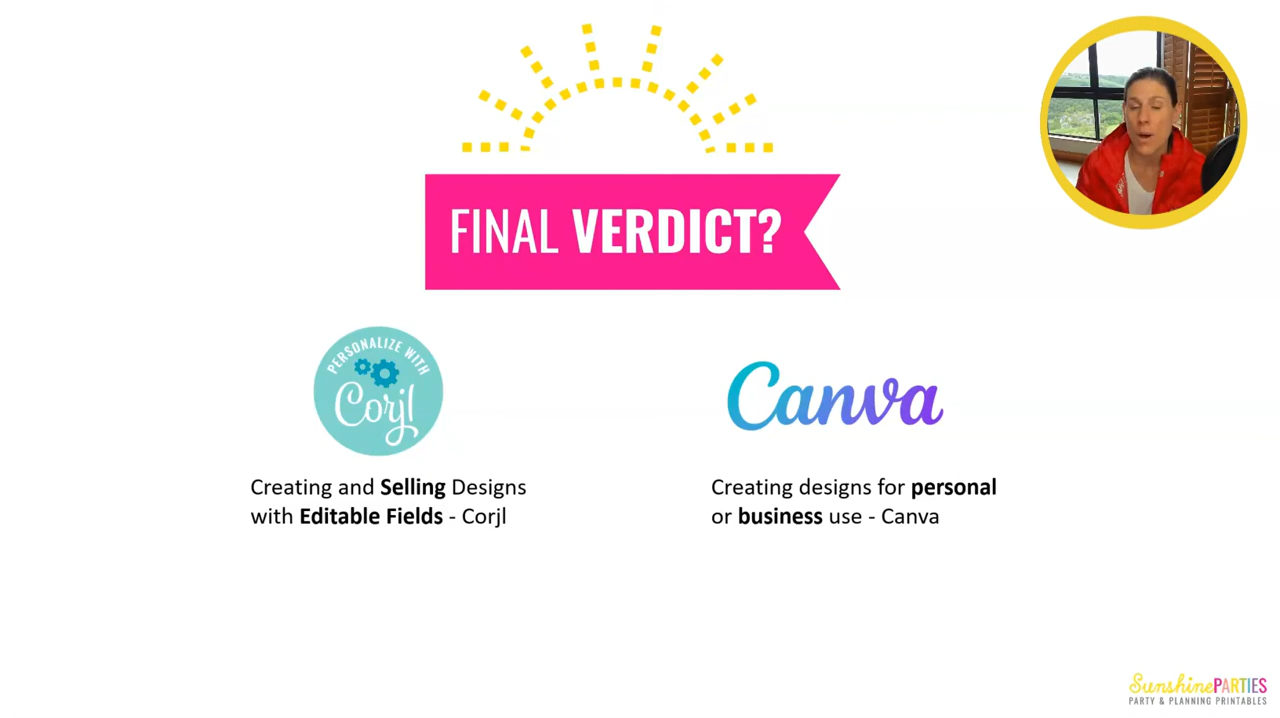 FINAL VERDICT?
PERSONALIZE WITH
Corjl
Canva
Creating and Selling Designs
with Editable Fields - Corjl
Creating designs for personal
or business use - Canva
SunshinePARTIES
PARTY & PLANNING PRINTABLES